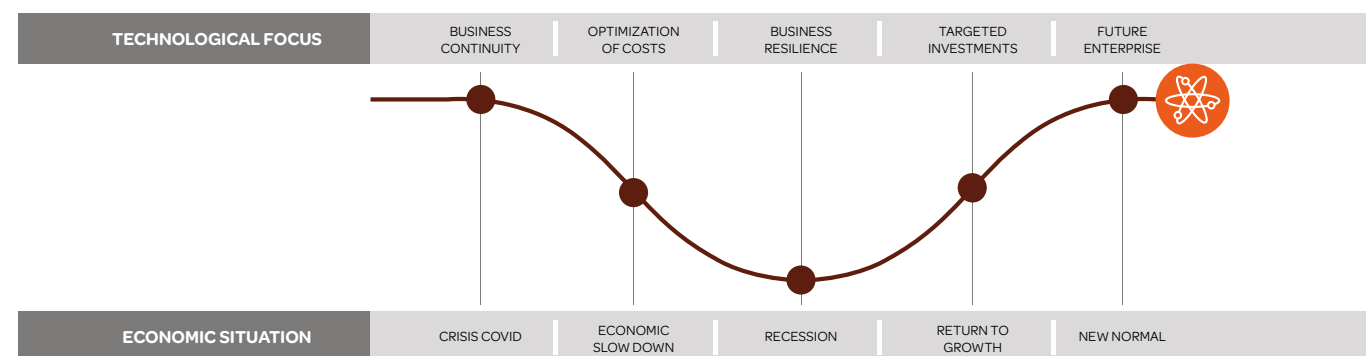 TECHNOLOGICAL FOCUS
BUSINESS
CONTINUITY
OPTIMIZATION
OF COSTS
BUSINESS
RESILIENCE
TARGETED
INVESTMENTS
FUTURE
ENTERPRISE
ECONOMIC SITUATION
CRISIS COVID
ECONOMIC
SLOW DOWN
RECESSION
RETURN TO
GROWTH
NEW NORMAL